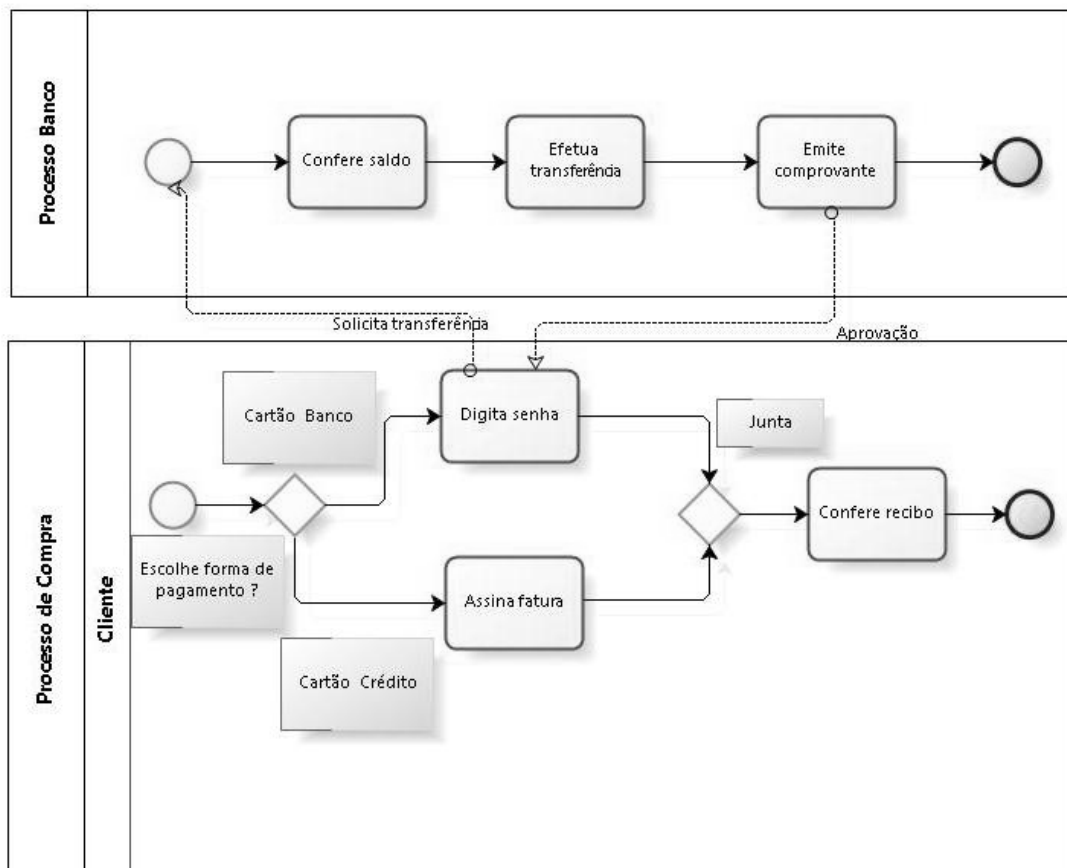 Processo Banco
Confere saldo
Efetua
transferência
Emite
comprovante
Solicita transferência
Aprovação
Processo de Compra
Cliente
Cartão Banco
Digita senha
Junta
Escolhe forma de
pagamento ?
Assina fatura
Confere recibo
Cartão Crédito